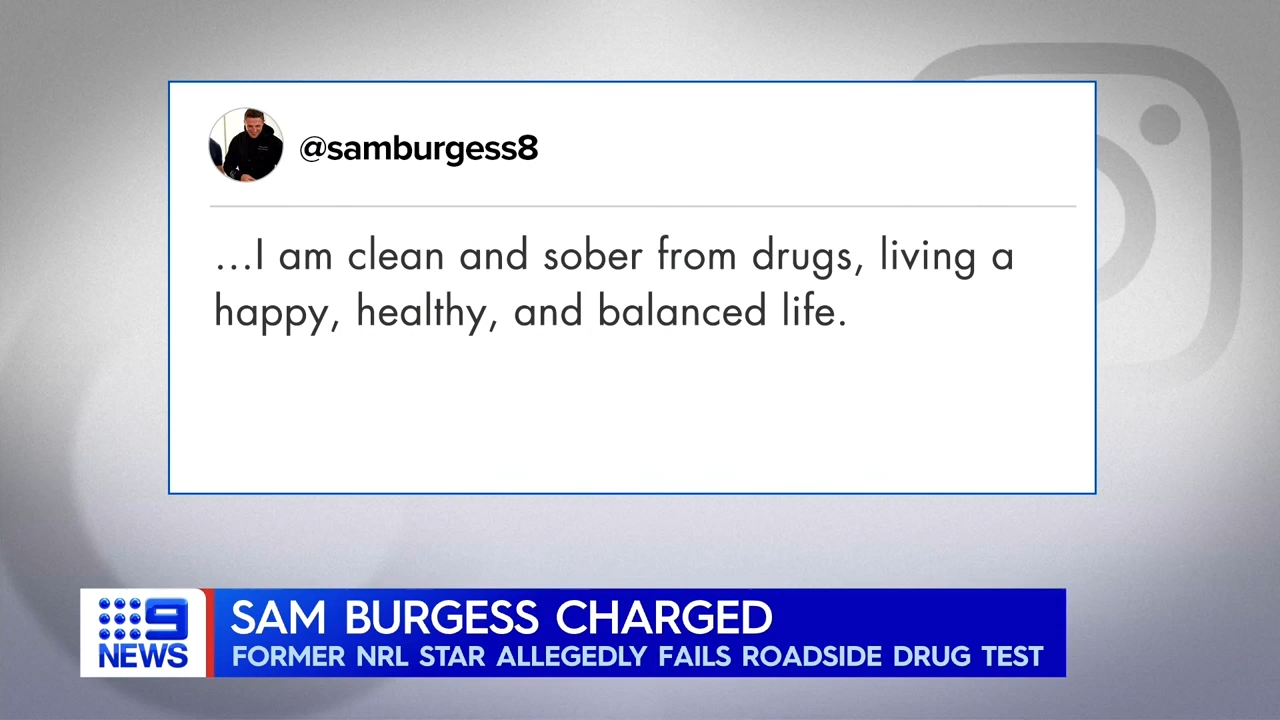 @samburgess8
...I am clean and sober from drugs, living a
happy, healthy, and balanced life.
9
NEWS
SAM BURGESS CHARGED
FORMER NRL STAR ALLEGEDLY FAILS ROADSIDE DRUG TEST